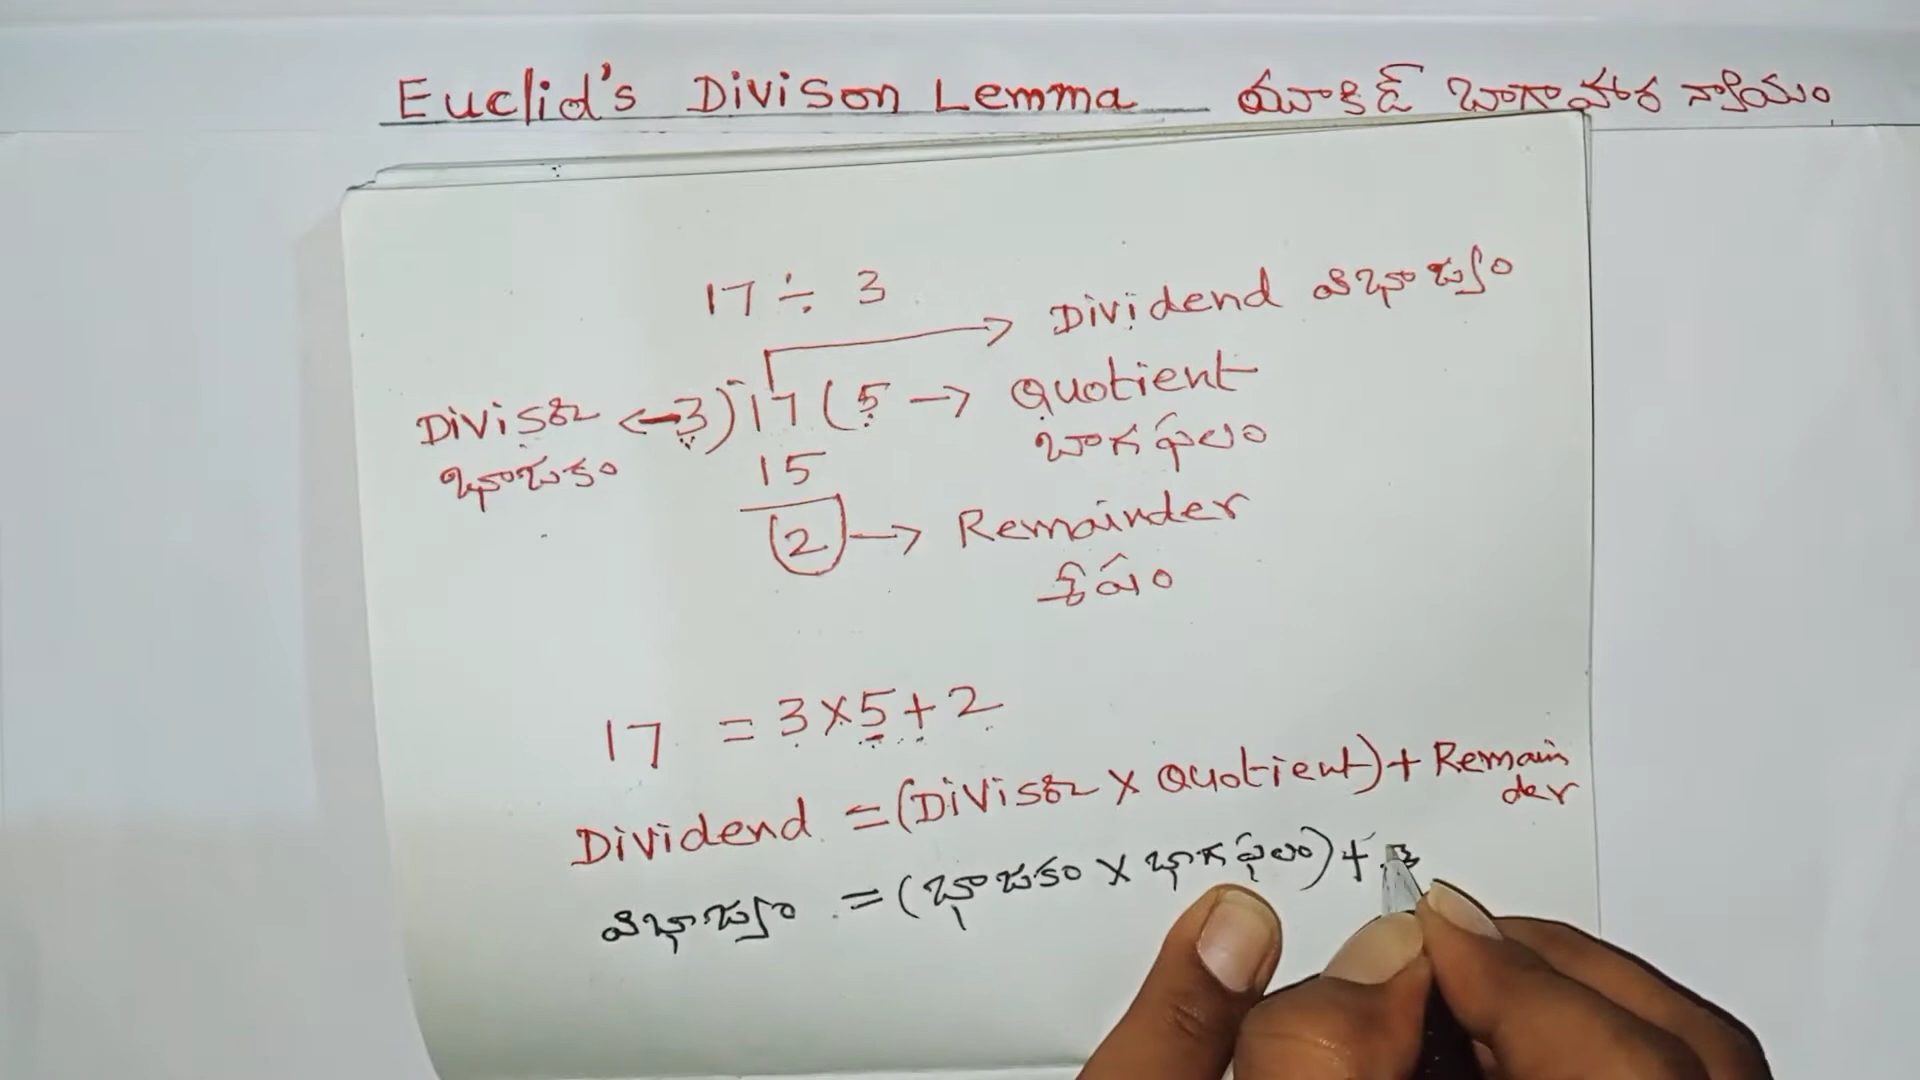 Euclid's Divison Lemma యూక్లిడ్ బాగాహార న్యాయం
17 ÷ 3
Dividend విభాజ్యం
Divisor ← 3) 17 ( 5 → Quotient
భాజకం బాగఫలం
15
2 → Remainder
శేషం
17 = 3 × 5 + 2
Dividend = (Divisor × Quotient) + Remainder
విభాజ్యం = (భాజకం × భాగఫలం) +